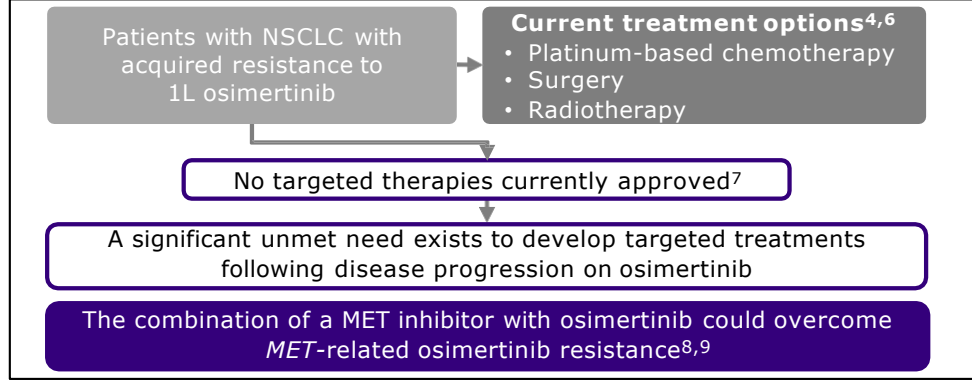 Patients with NSCLC with
acquired resistance to
1L osimertinib
Current treatment options4,6
• Platinum-based chemotherapy
• Surgery
• Radiotherapy
No targeted therapies currently approved7
A significant unmet need exists to develop targeted treatments
following disease progression on osimertinib
The combination of a MET inhibitor with osimertinib could overcome
MET-related osimertinib resistance8,9